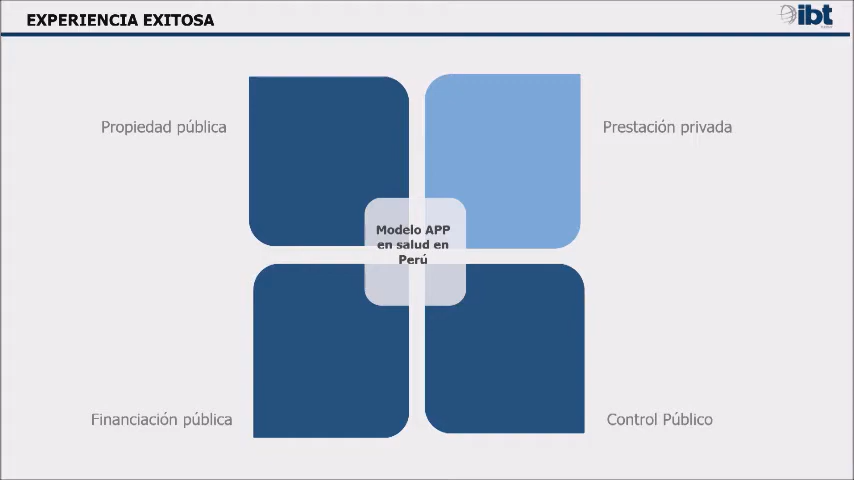 EXPERIENCIA EXITOSA
ibt
Propiedad pública
Prestación privada
Modelo APP
en salud en
Perú
Financiación pública
Control Público